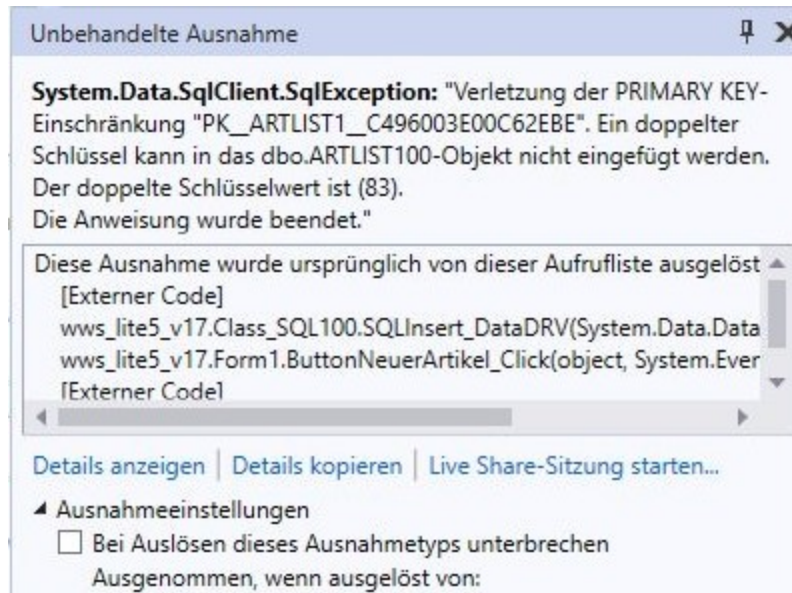 Unbehandelte Ausnahme
System.Data.SqlClient.SqlException: "Verletzung der PRIMARY KEY-
Einschränkung "PK__ARTLIST1__C496003E00C62EBE". Ein doppelter
Schlüssel kann in das dbo.ARTLIST100-Objekt nicht eingefügt werden.
Der doppelte Schlüsselwert ist (83).
Die Anweisung wurde beendet."
Diese Ausnahme wurde ursprünglich von dieser Aufrufliste ausgelöst
[Externer Code]
wws_lite5_v17.Class_SQL100.SQLInsert_DataDRV(System.Data.Data
wws_lite5_v17.Form1.ButtonNeuerArtikel_Click(object, System.Ever
[Externer Code]
Details anzeigen | Details kopieren | Live Share-Sitzung starten...
Ausnahmeeinstellungen
Bei Auslösen dieses Ausnahmetyps unterbrechen
Ausgenommen, wenn ausgelöst von: